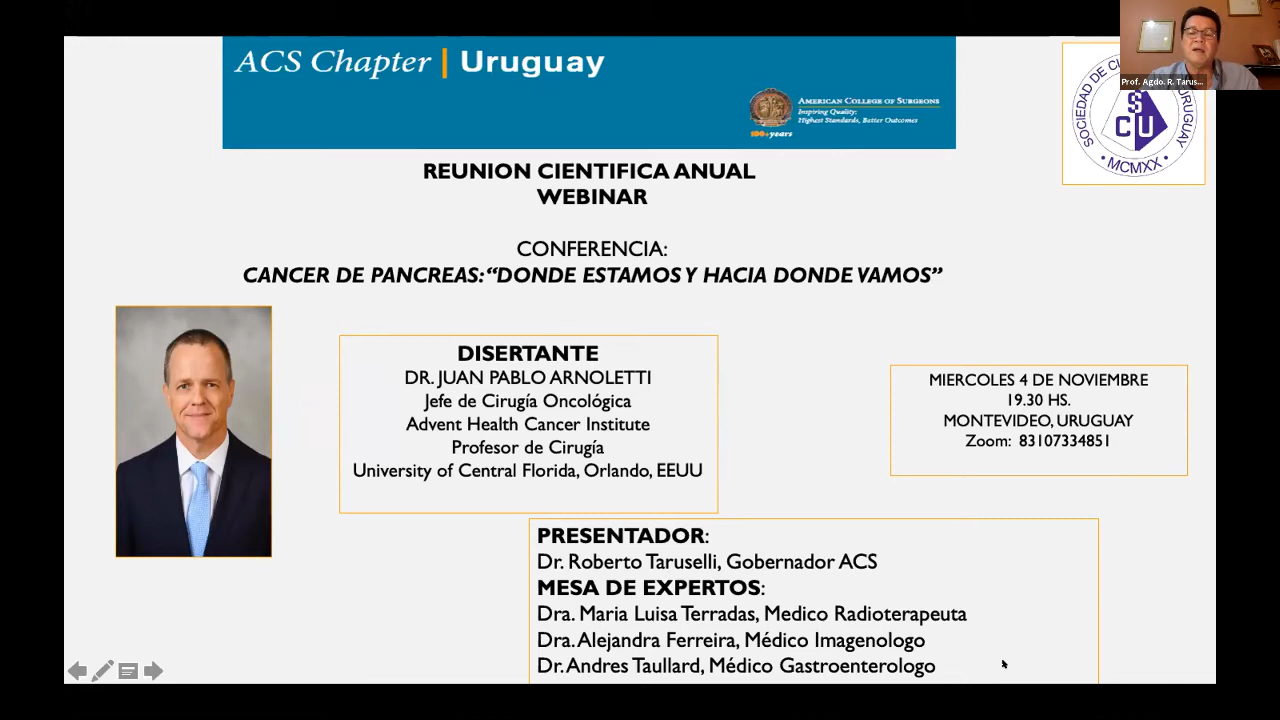 ACS Chapter | Uruguay
AMERICAN COLLEGE OF SURGEONS
Inspiring Quality:
Highest Standards, Better Outcomes
100+years
Prof. Agdo. R. Tarus...
SOCIEDAD DE CI URUGUAY
SCU
• MCMXX •
REUNION CIENTIFICA ANUAL
WEBINAR
CONFERENCIA:
CANCER DE PANCREAS: “DONDE ESTAMOS Y HACIA DONDE VAMOS”
DISERTANTE
DR. JUAN PABLO ARNOLETTI
Jefe de Cirugía Oncológica
Advent Health Cancer Institute
Profesor de Cirugía
University of Central Florida, Orlando, EEUU
MIERCOLES 4 DE NOVIEMBRE
19.30 HS.
MONTEVIDEO, URUGUAY
Zoom: 83107334851
PRESENTADOR:
Dr. Roberto Taruselli, Gobernador ACS
MESA DE EXPERTOS:
Dra. Maria Luisa Terradas, Medico Radioterapeuta
Dra. Alejandra Ferreira, Médico Imagenologo
Dr. Andres Taullard, Médico Gastroenterologo